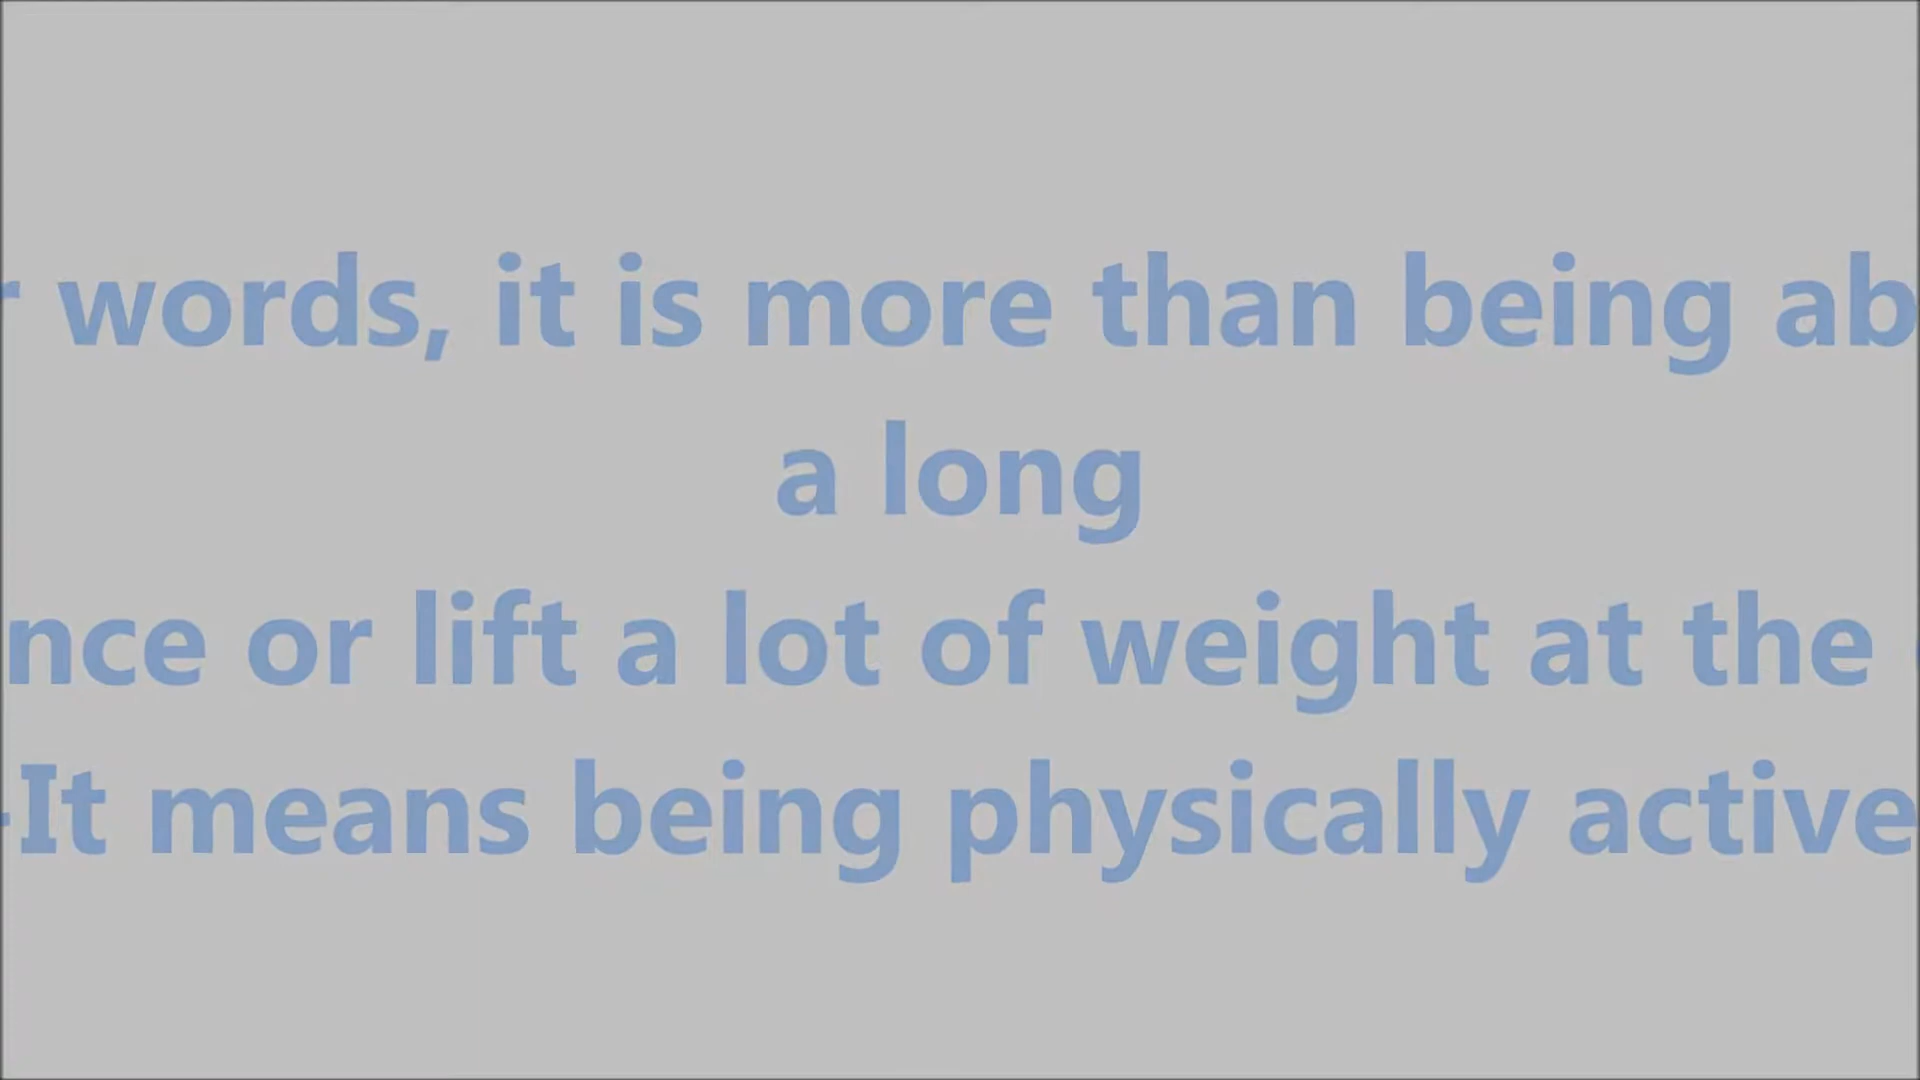 r words, it is more than being ab
a long
nce or lift a lot of weight at the
-It means being physically active